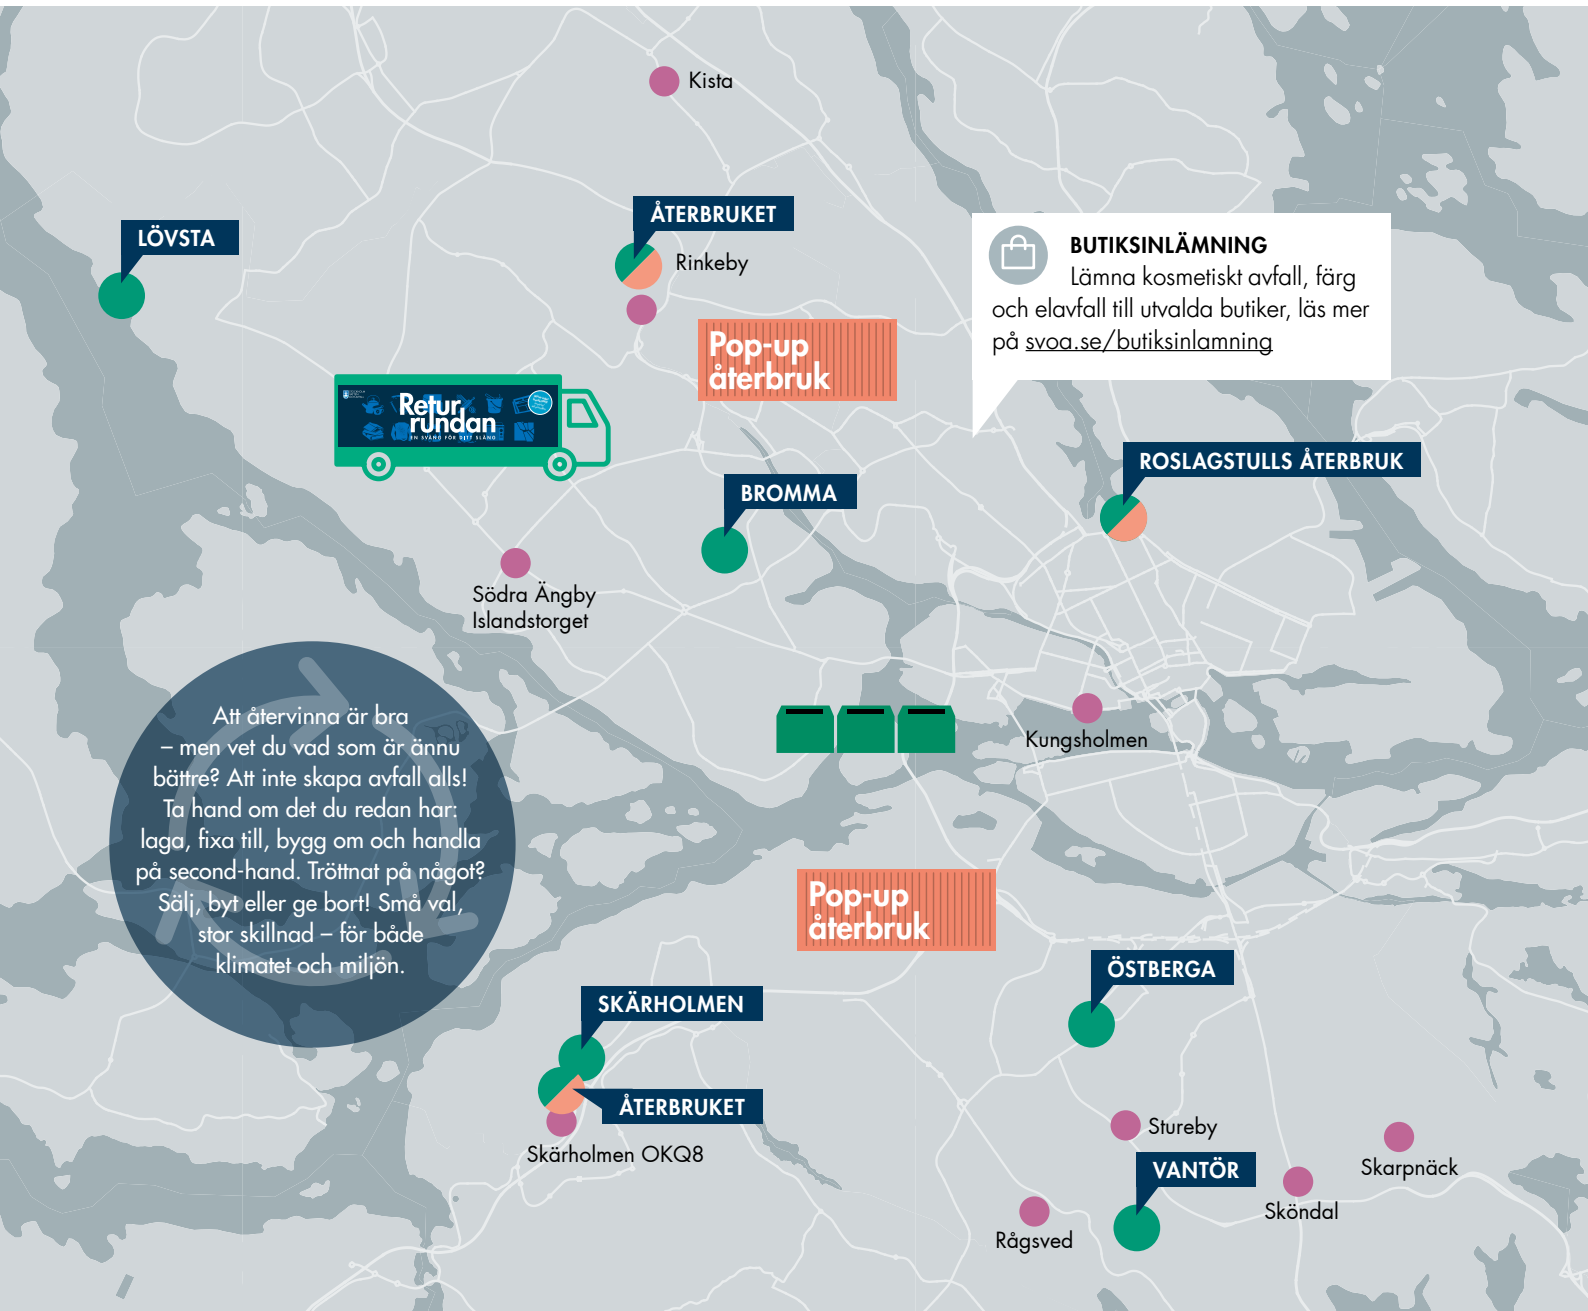 Kista
ÅTERBRUKET
LÖVSTA
Rinkeby
BUTIKSINLÄMNING
Lämna kosmetiskt avfall, färg
och elavfall till utvalda butiker, läs mer
på svoa.se/butiksinlamning
Pop-up
återbruk
Retur
rundan
EN SVÄNG FÖR DITT SLÄNG
ROSLAGSTULLS ÅTERBRUK
BROMMA
Södra Ängby
Islandstorget
Att återvinna är bra
– men vet du vad som är ännu
bättre? Att inte skapa avfall alls!
Ta hand om det du redan har:
laga, fixa till, bygg om och handla
på second-hand. Tröttnat på något?
Sälj, byt eller ge bort! Små val,
stor skillnad – för både
klimatet och miljön.
Kungsholmen
Pop-up
återbruk
ÖSTBERGA
SKÄRHOLMEN
ÅTERBRUKET
Skärholmen OKQ8
Stureby
VANTÖR
Skarpnäck
Sköndal
Rågsved